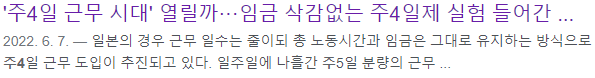 '주4일 근무 시대' 열릴까…임금 삭감없는 주4일제 실험 들어간 ...
2022. 6. 7. — 일본의 경우 근무 일수는 줄이되 총 노동시간과 임금은 그대로 유지하는 방식으로
주4일 근무 도입이 추진되고 있다. 일주일에 나흘간 주5일 분량의 근무 ...